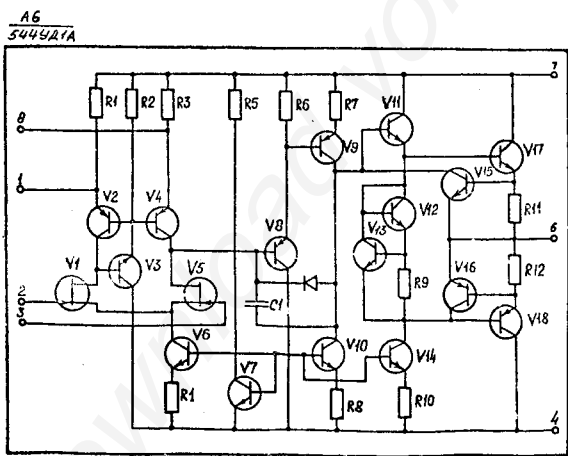 A6
544УД1А
7
R1 R2 R3 R5 R6 R7 V11
8
V9 V17
V15
1
V2 V4 R11
V8 V12
V13 6
V1 V3 V5 V16 R12
R9
2
C1
3 V18
V6 V7 V10 V14
R1 R8 R10 4